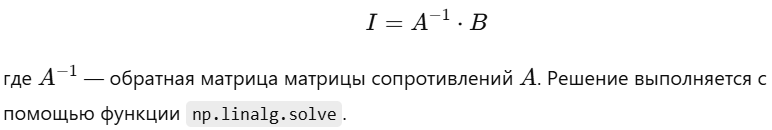 I = A⁻¹ · B
где A⁻¹ — обратная матрица матрицы сопротивлений A. Решение выполняется с
помощью функции np.linalg.solve.